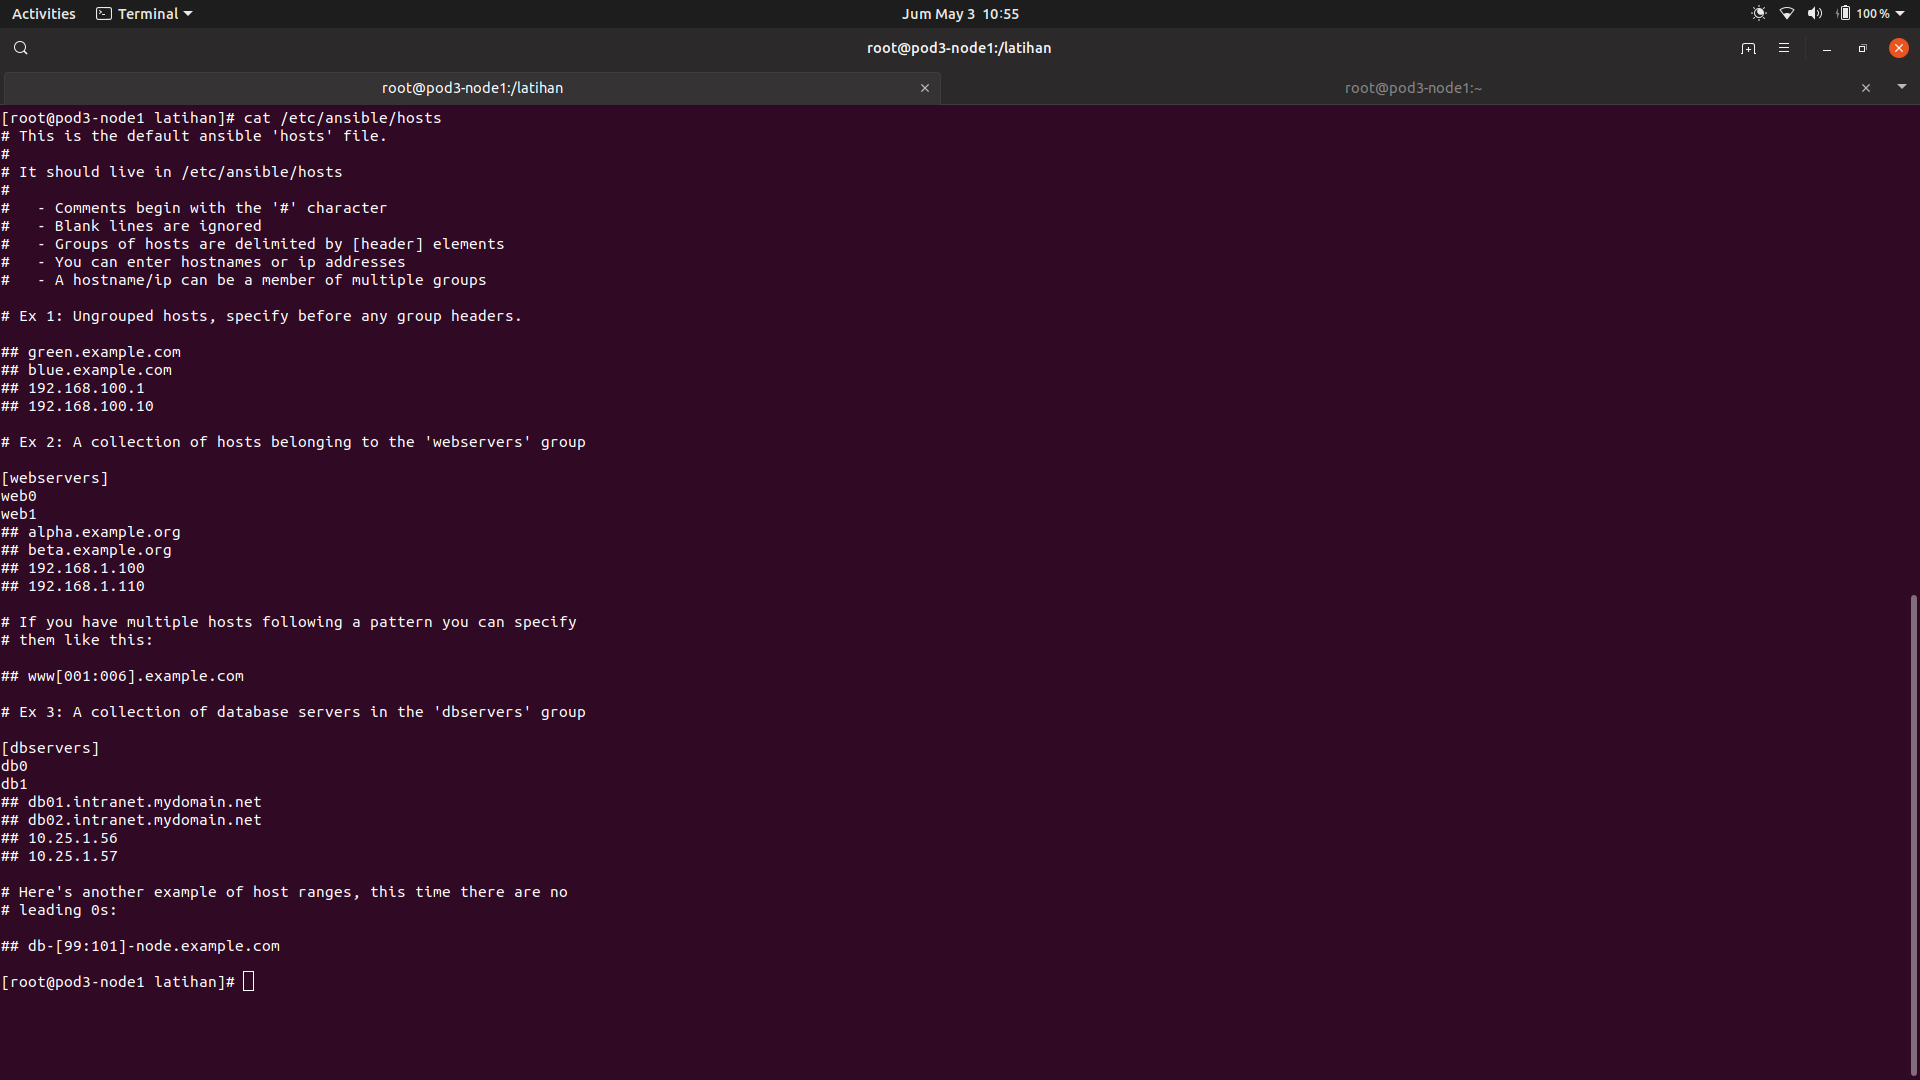 Activities
Terminal
Jum May 3 10:55
100 %
root@pod3-node1:/latihan
root@pod3-node1:/latihan
root@pod3-node1:~
[root@pod3-node1 latihan]# cat /etc/ansible/hosts
# This is the default ansible 'hosts' file.
#
# It should live in /etc/ansible/hosts
#
#   - Comments begin with the '#' character
#   - Blank lines are ignored
#   - Groups of hosts are delimited by [header] elements
#   - You can enter hostnames or ip addresses
#   - A hostname/ip can be a member of multiple groups
# Ex 1: Ungrouped hosts, specify before any group headers.
## green.example.com
## blue.example.com
## 192.168.100.1
## 192.168.100.10
# Ex 2: A collection of hosts belonging to the 'webservers' group
[webservers]
web0
web1
## alpha.example.org
## beta.example.org
## 192.168.1.100
## 192.168.1.110
# If you have multiple hosts following a pattern you can specify
# them like this:
## www[001:006].example.com
# Ex 3: A collection of database servers in the 'dbservers' group
[dbservers]
db0
db1
## db01.intranet.mydomain.net
## db02.intranet.mydomain.net
## 10.25.1.56
## 10.25.1.57
# Here's another example of host ranges, this time there are no
# leading 0s:
## db-[99:101]-node.example.com
[root@pod3-node1 latihan]#